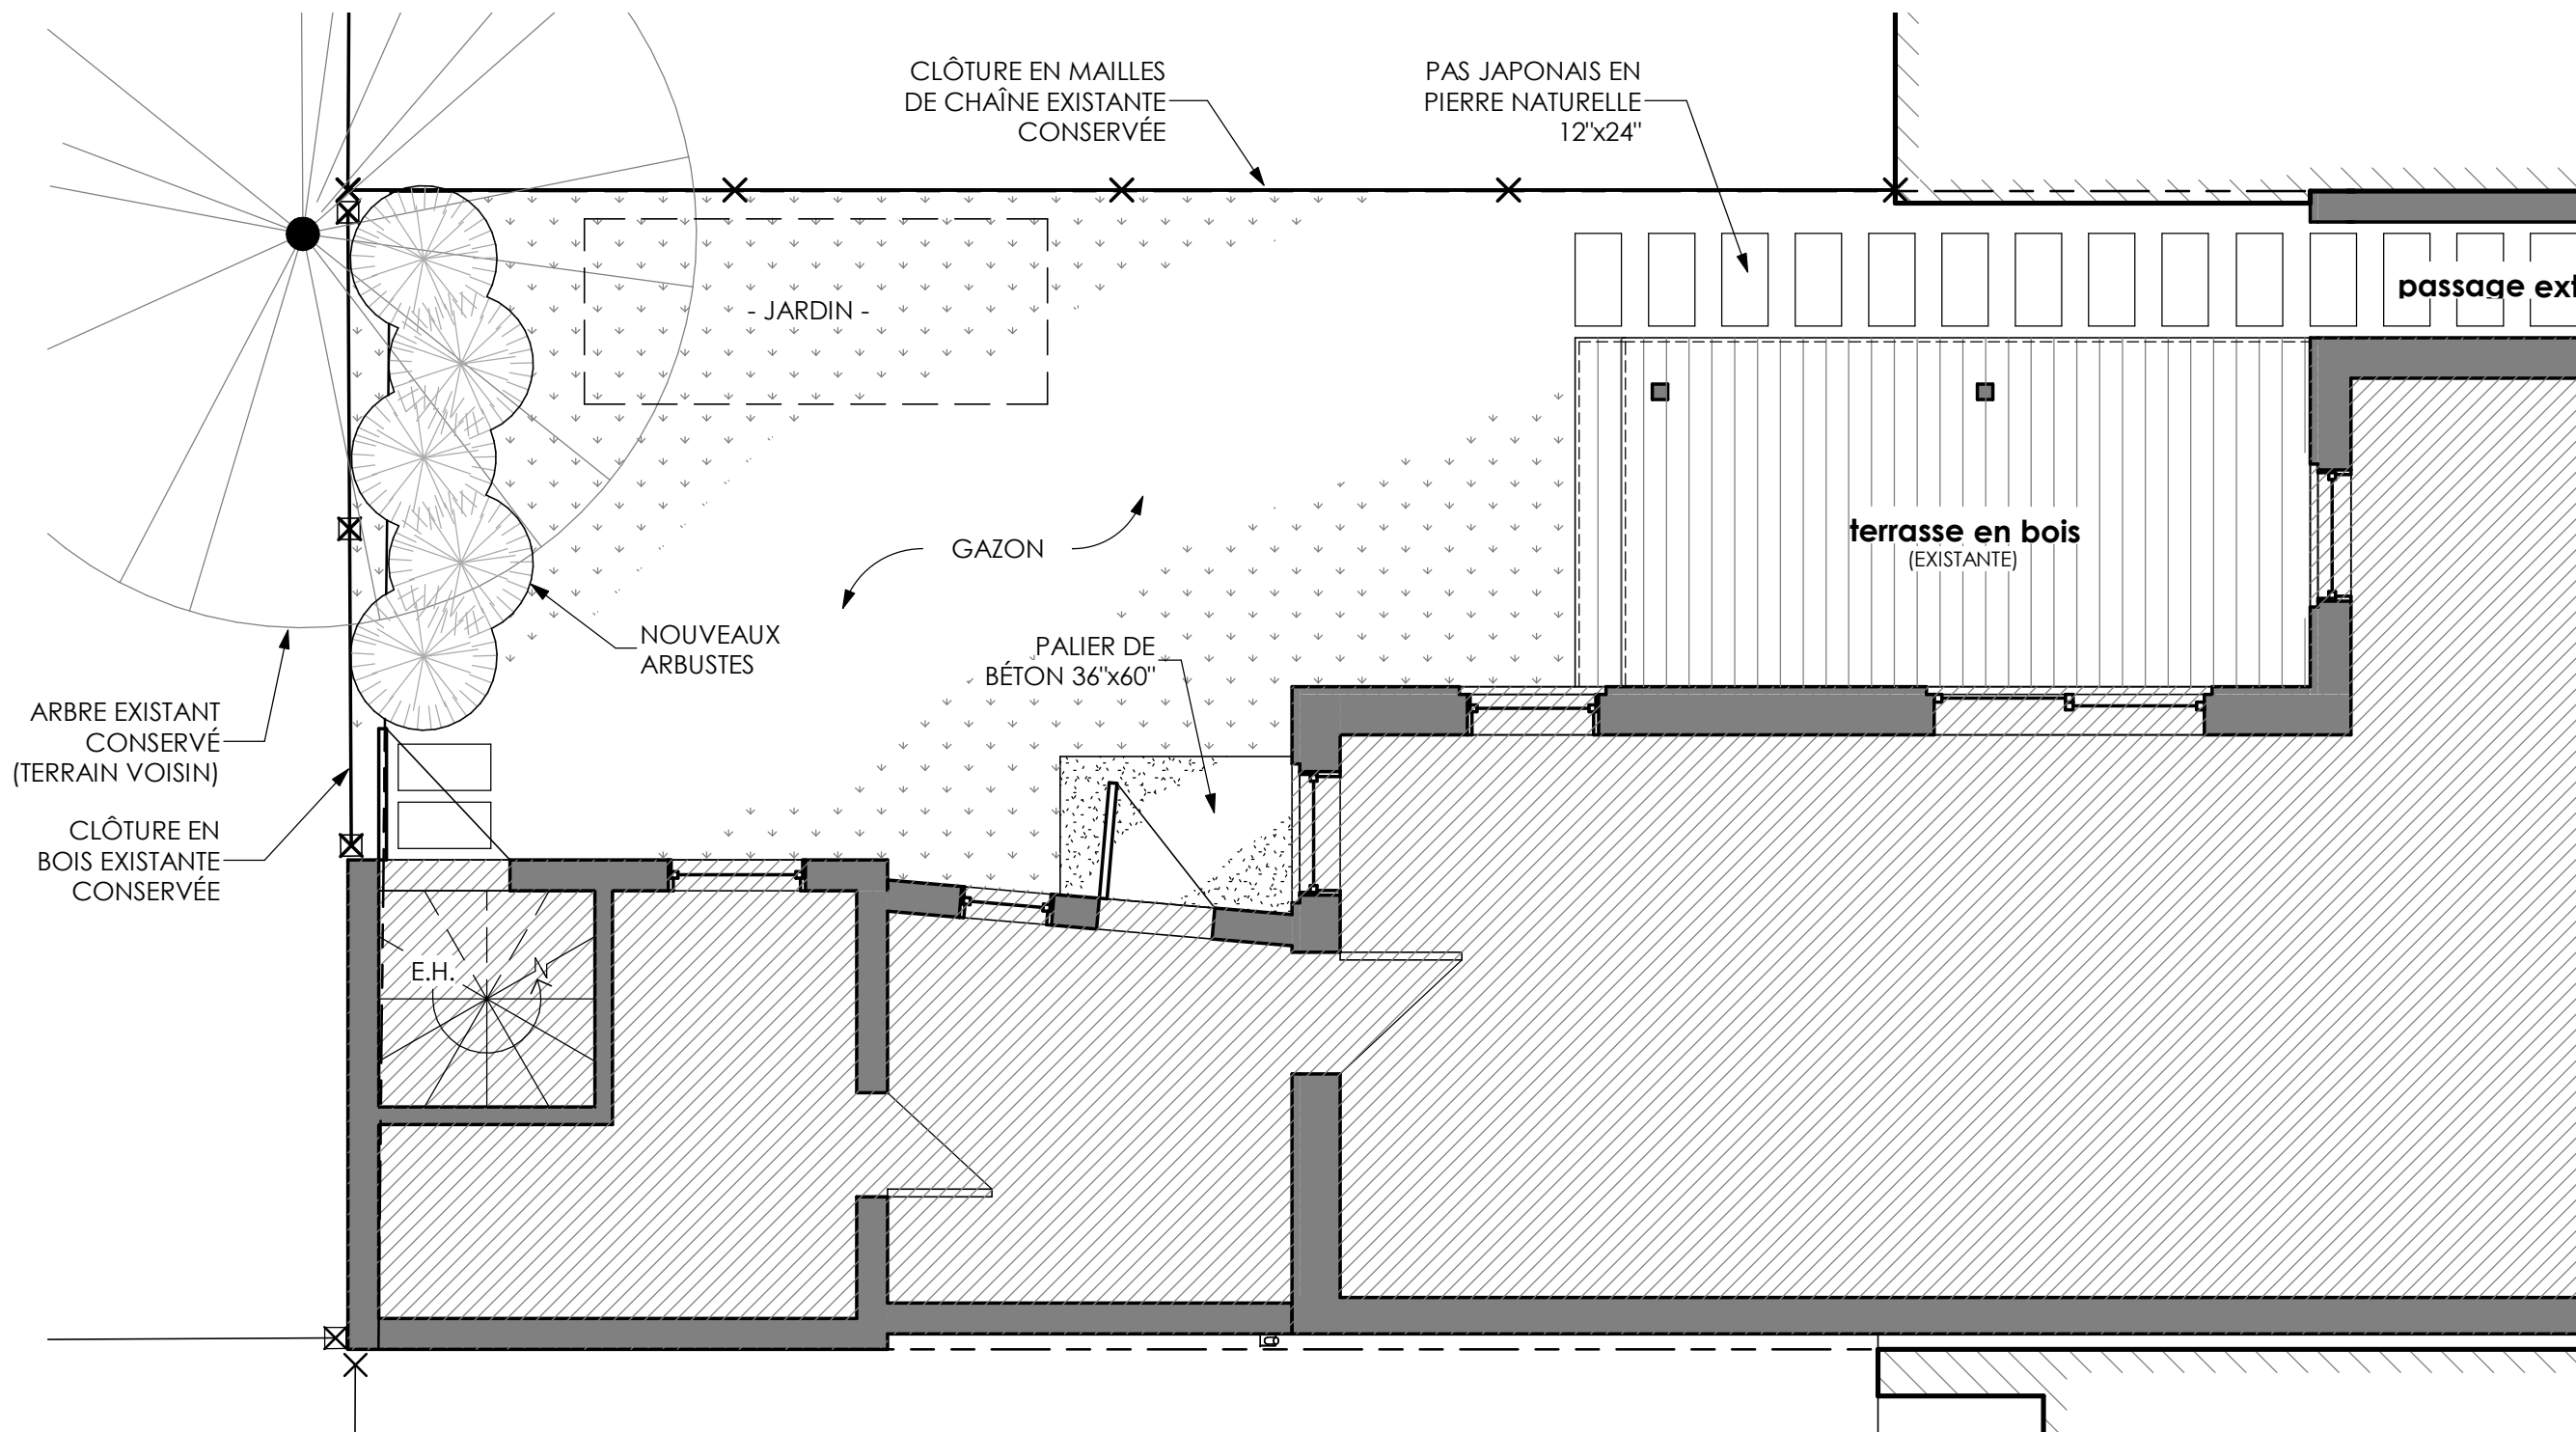 CLÔTURE EN MAILLES
DE CHAÎNE EXISTANTE
CONSERVÉE
PAS JAPONAIS EN
PIERRE NATURELLE
12"x24"
passage ext
- JARDIN -
terrasse en bois
(EXISTANTE)
GAZON
NOUVEAUX
ARBUSTES
PALIER DE
BÉTON 36"x60"
ARBRE EXISTANT
CONSERVÉ
(TERRAIN VOISIN)
CLÔTURE EN
BOIS EXISTANTE
CONSERVÉE
E.H.
N